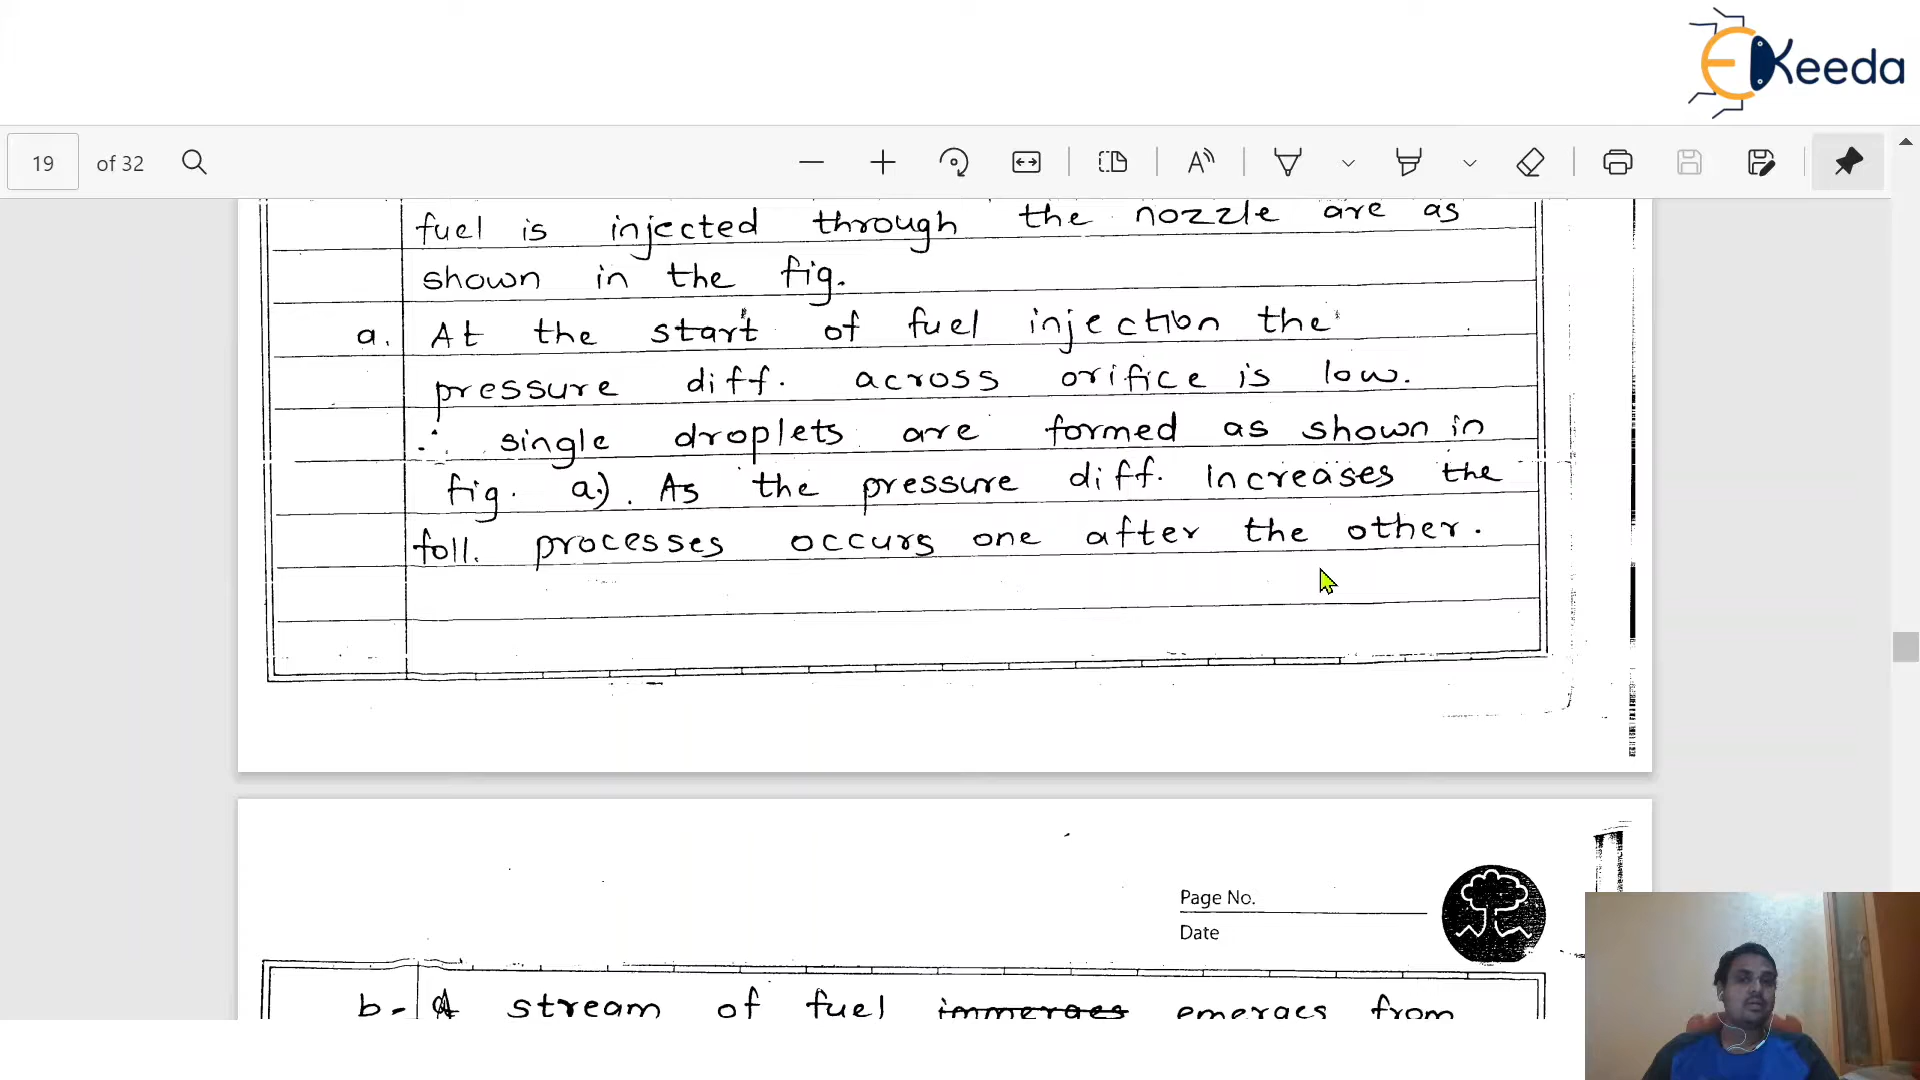 EKeeda
19 of 32
fuel is injected through the nozzle are as
shown in the fig.
a. At the start of fuel injection the
pressure diff. across orifice is low.
∴ single droplets are formed as shown in
fig. a.). As the pressure diff. increases the
foll. processes occurs one after the other.
Page No.
Date
b- A stream of fuel immerges emerges from